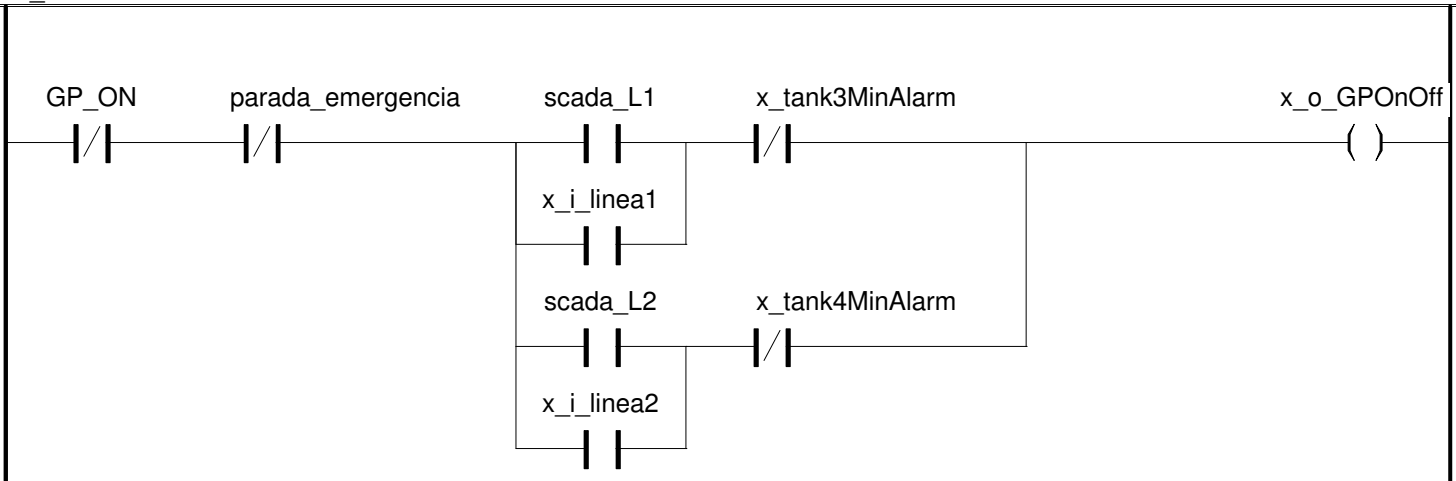 GP_ON parada_emergencia scada_L1 x_tank3MinAlarm x_o_GPOnOff
x_i_linea1
scada_L2 x_tank4MinAlarm
x_i_linea2